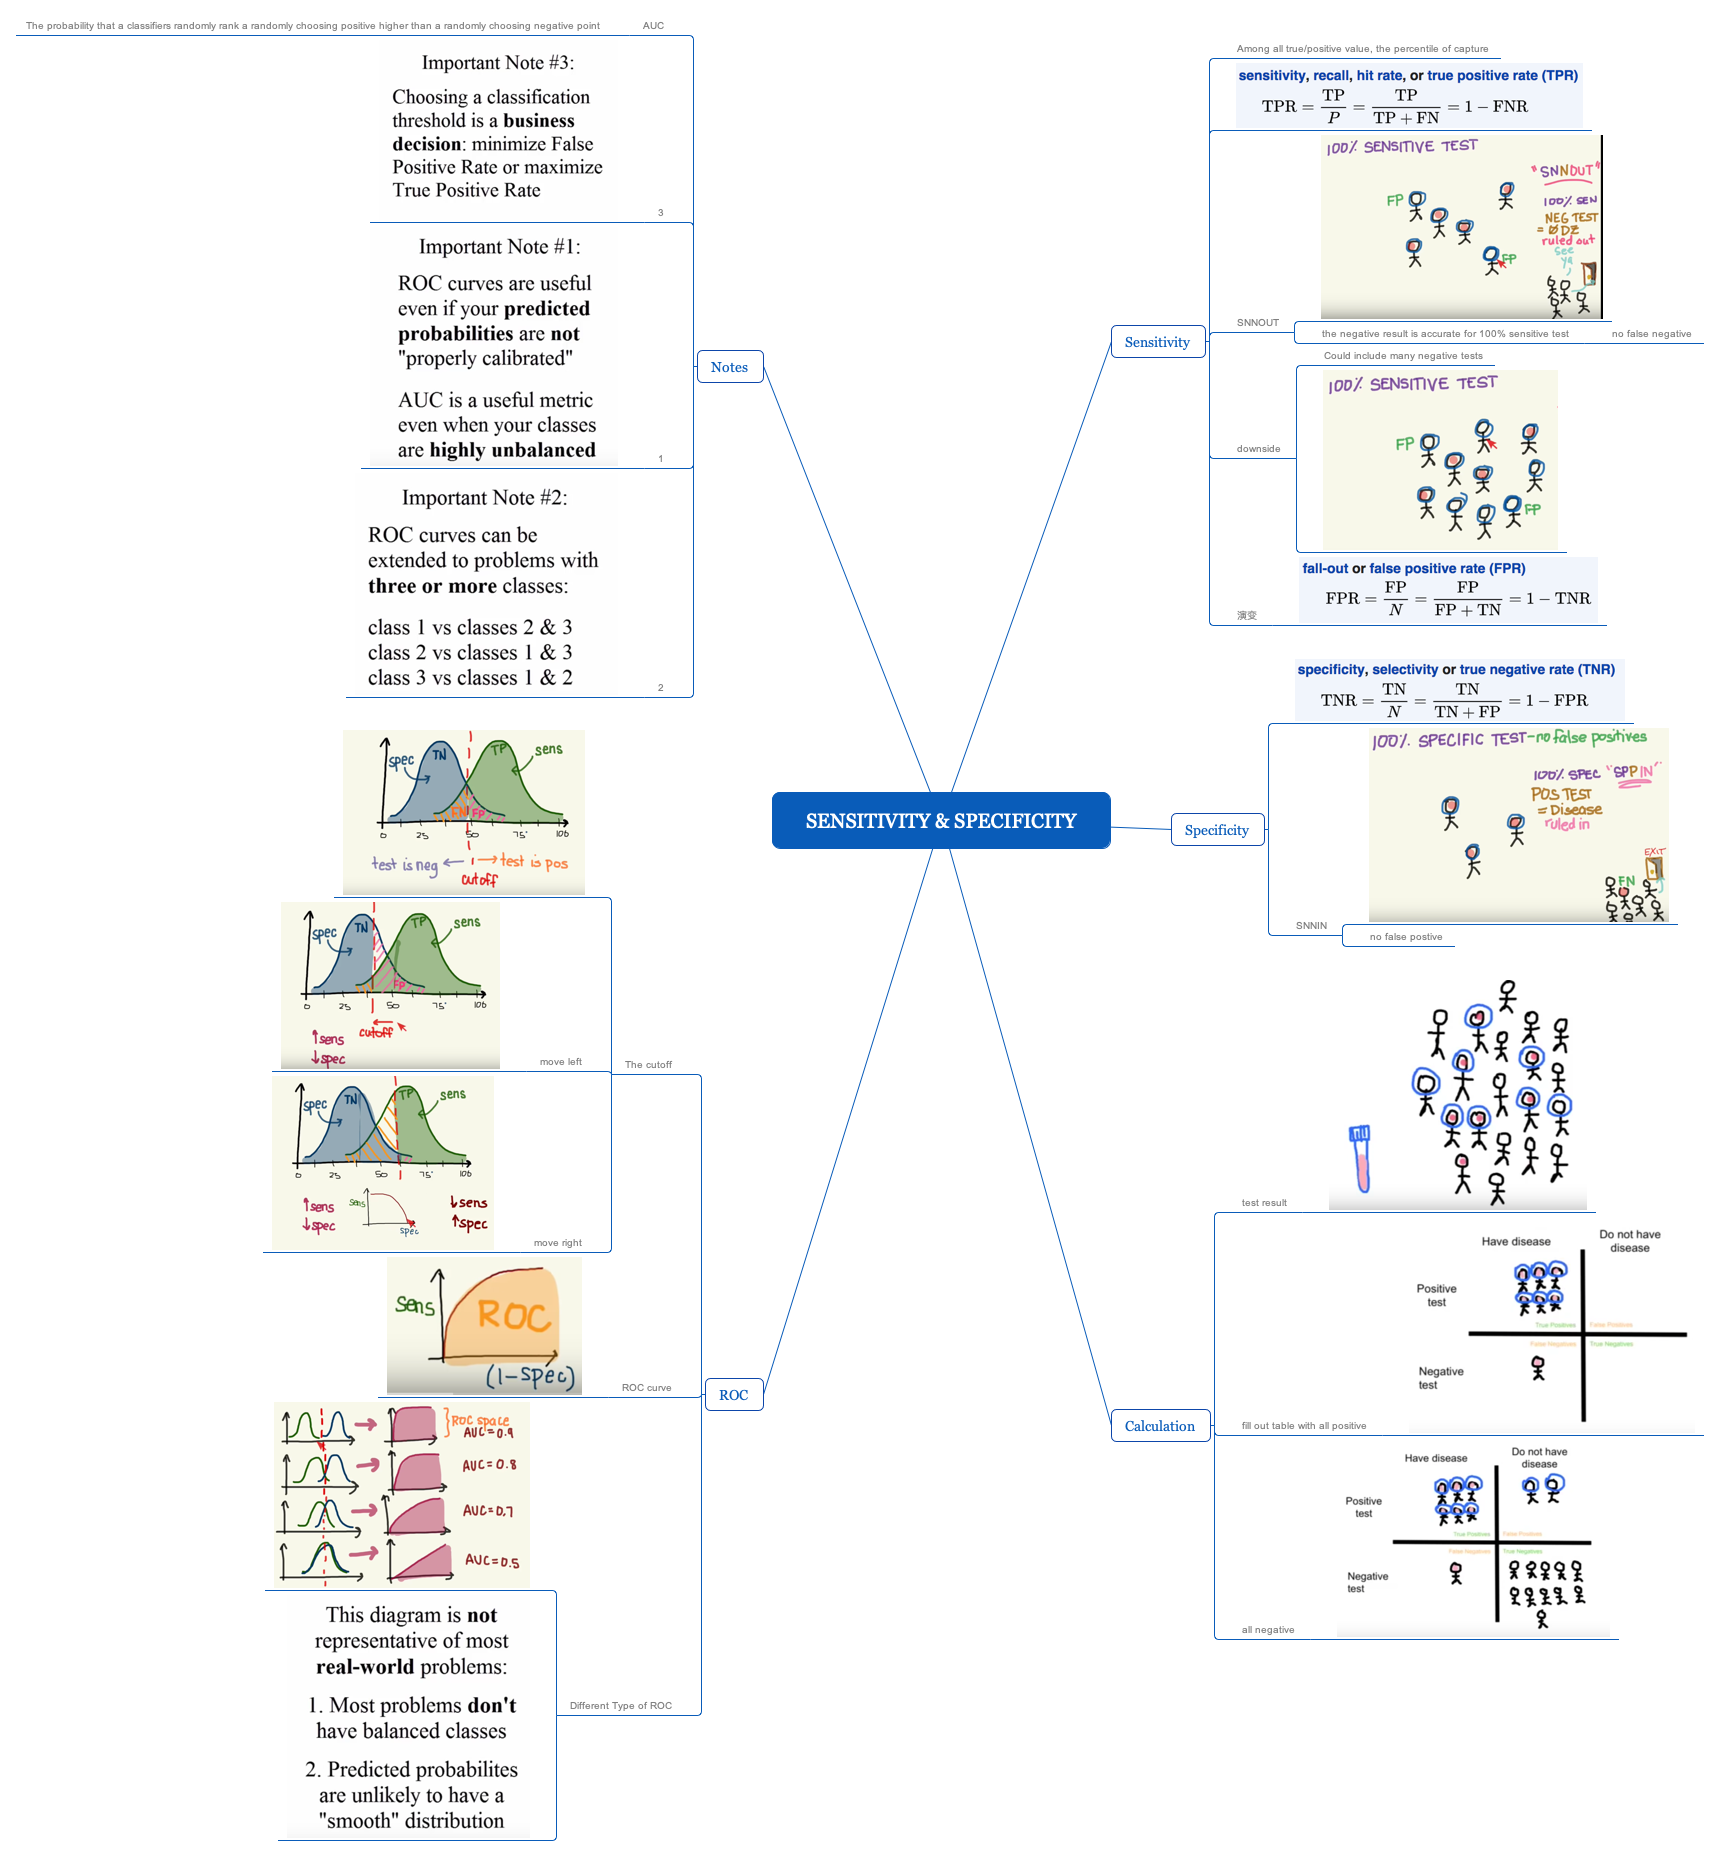 The probability that a classifiers randomly rank a randomly choosing positive higher than a randomly choosing negative point
AUC
Important Note #3:
Choosing a classification
threshold is a business
decision: minimize False
Positive Rate or maximize
True Positive Rate
3
Important Note #1:
ROC curves are useful
even if your predicted
probabilities are not
"properly calibrated"
AUC is a useful metric
even when your classes
are highly unbalanced
1
Important Note #2:
ROC curves can be
extended to problems with
three or more classes:
class 1 vs classes 2 & 3
class 2 vs classes 1 & 3
class 3 vs classes 1 & 2
2
Notes
SENSITIVITY & SPECIFICITY
Among all true/positive value, the percentile of capture
sensitivity, recall, hit rate, or true positive rate (TPR)
TPR = TP/P = TP/(TP + FN) = 1 − FNR
100% SENSITIVE TEST
"SNNOUT"
100% SEN
NEG TEST
= Ø DZ
ruled out
see
ya
FP
FP
SNNOUT
the negative result is accurate for 100% sensitive test
no false negative
Could include many negative tests
100% SENSITIVE TEST
FP
FP
downside
fall-out or false positive rate (FPR)
FPR = FP/N = FP/(FP + TN) = 1 − TNR
演变
Sensitivity
specificity, selectivity or true negative rate (TNR)
TNR = TN/N = TN/(TN + FP) = 1 − FPR
100% SPECIFIC TEST-no false positives
100% SPEC "SPPIN"
POS TEST
= Disease
ruled in
EXIT
FN
SNNIN
no false postive
Specificity
test result
Have disease
Do not have
disease
Positive
test
True Positives
False Positives
False Negatives
True Negatives
Negative
test
fill out table with all positive
Have disease
Do not have
disease
Positive
test
True Positives
False Positives
False Negatives
True Negatives
Negative
test
all negative
Calculation
spec
TN
TP
sens
FN
FP
0 25 50 75 100
test is neg
test is pos
cutoff
spec
TN
TP
sens
FP
0 25 50 75 100
cutoff
↑sens
↓spec
move left
spec
TN
TP
sens
0 25 50 75 100
↑sens
↓spec
sens
spec
↓sens
↑spec
move right
The cutoff
sens
ROC
(1-spec)
ROC curve
ROC space
AUC=0.9
AUC=0.8
AUC=0.7
AUC=0.5
This diagram is not
representative of most
real-world problems:
1. Most problems don't
have balanced classes
2. Predicted probabilites
are unlikely to have a
"smooth" distribution
Different Type of ROC
ROC